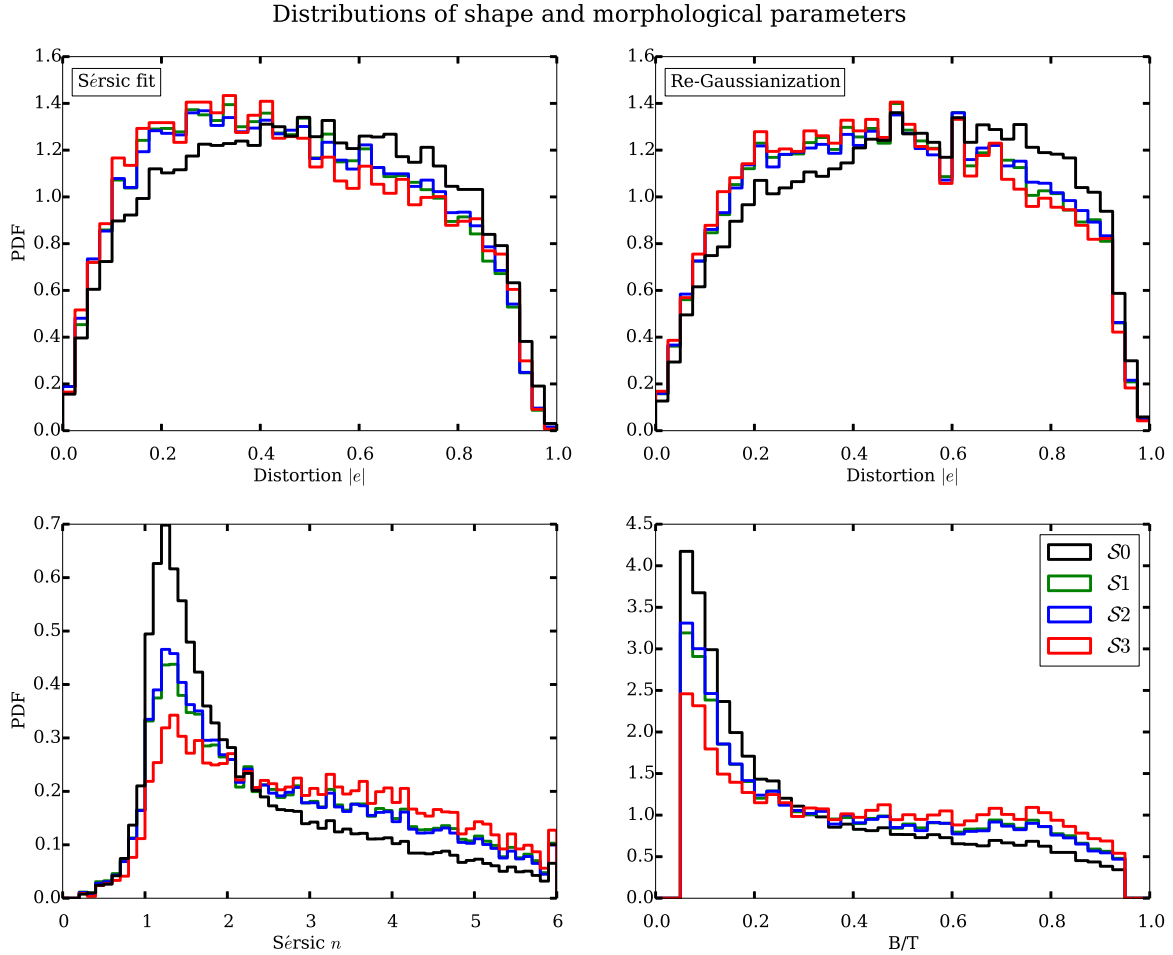 Distributions of shape and morphological parameters
Sérsic fit
PDF
1.6
1.4
1.2
1.0
0.8
0.6
0.4
0.2
0.0
0.0 0.2 0.4 0.6 0.8 1.0
Distortion |e|
Re-Gaussianization
1.6
1.4
1.2
1.0
0.8
0.6
0.4
0.2
0.0
0.0 0.2 0.4 0.6 0.8 1.0
Distortion |e|
PDF
0.7
0.6
0.5
0.4
0.3
0.2
0.1
0.0
0 1 2 3 4 5 6
Sérsic n
4.5
4.0
3.5
3.0
2.5
2.0
1.5
1.0
0.5
0.0
0.0 0.2 0.4 0.6 0.8 1.0
B/T
S0
S1
S2
S3